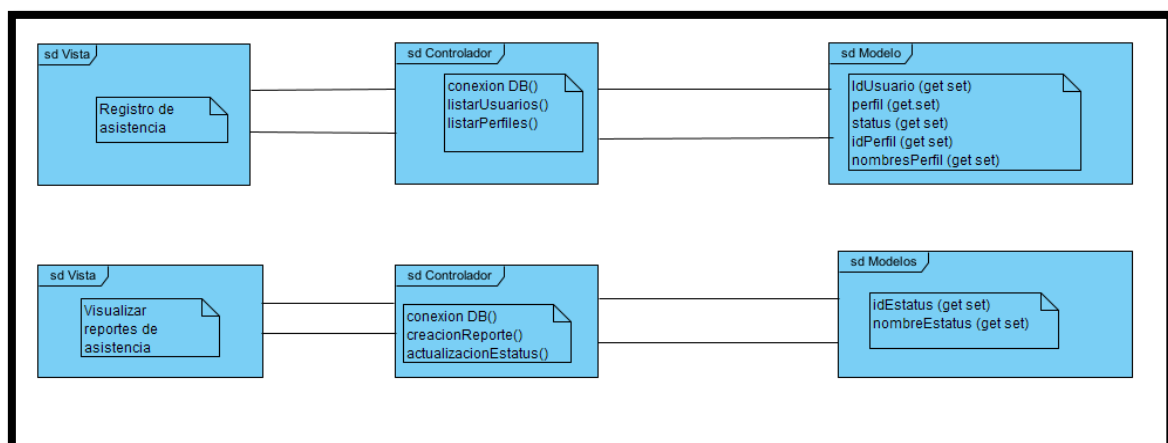 sd Vista
Registro de
asistencia
sd Controlador
conexion DB()
listarUsuarios()
listarPerfiles()
sd Modelo
IdUsuario (get set)
perfil (get.set)
status (get set)
idPerfil (get set)
nombresPerfil (get set)
sd Vista
Visualizar
reportes de
asistencia
sd Controlador
conexion DB()
creacionReporte()
actualizacionEstatus()
sd Modelos
idEstatus (get set)
nombreEstatus (get set)